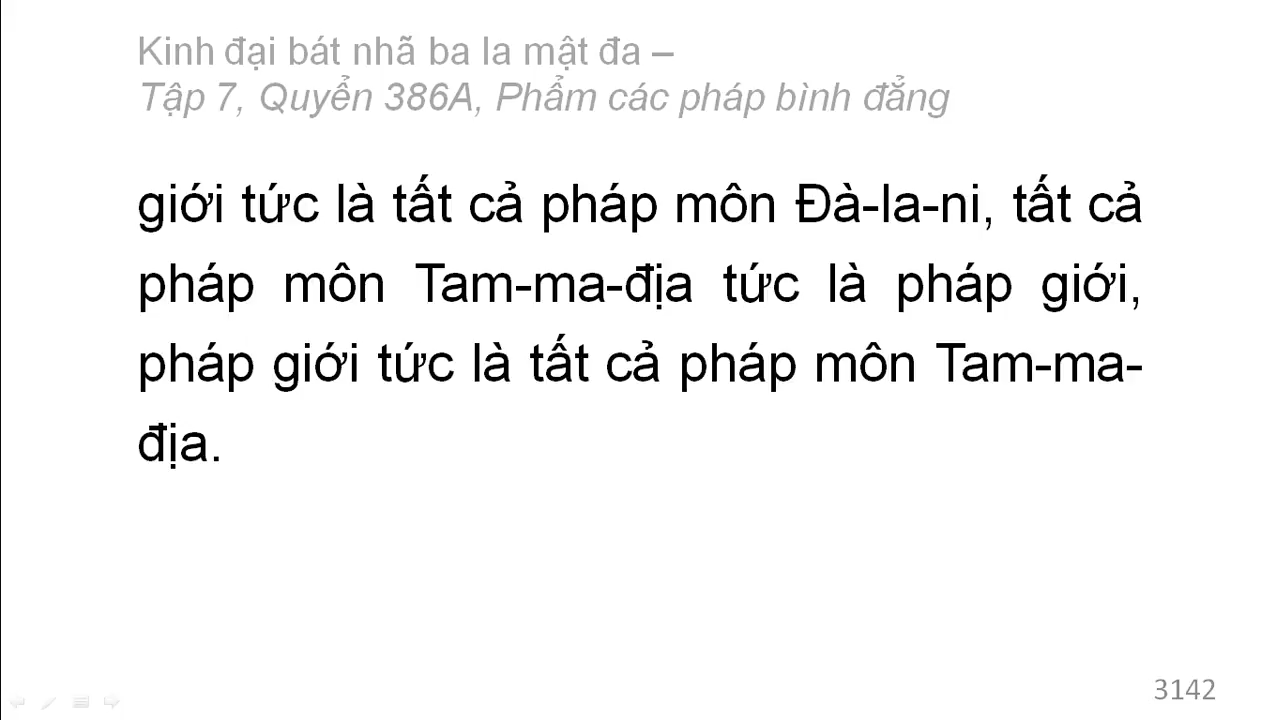 Kinh đại bát nhã ba la mật đa –
Tập 7, Quyển 386A, Phẩm các pháp bình đẳng
giới tức là tất cả pháp môn Đà-la-ni, tất cả
pháp môn Tam-ma-địa tức là pháp giới,
pháp giới tức là tất cả pháp môn Tam-ma-
địa.
3142